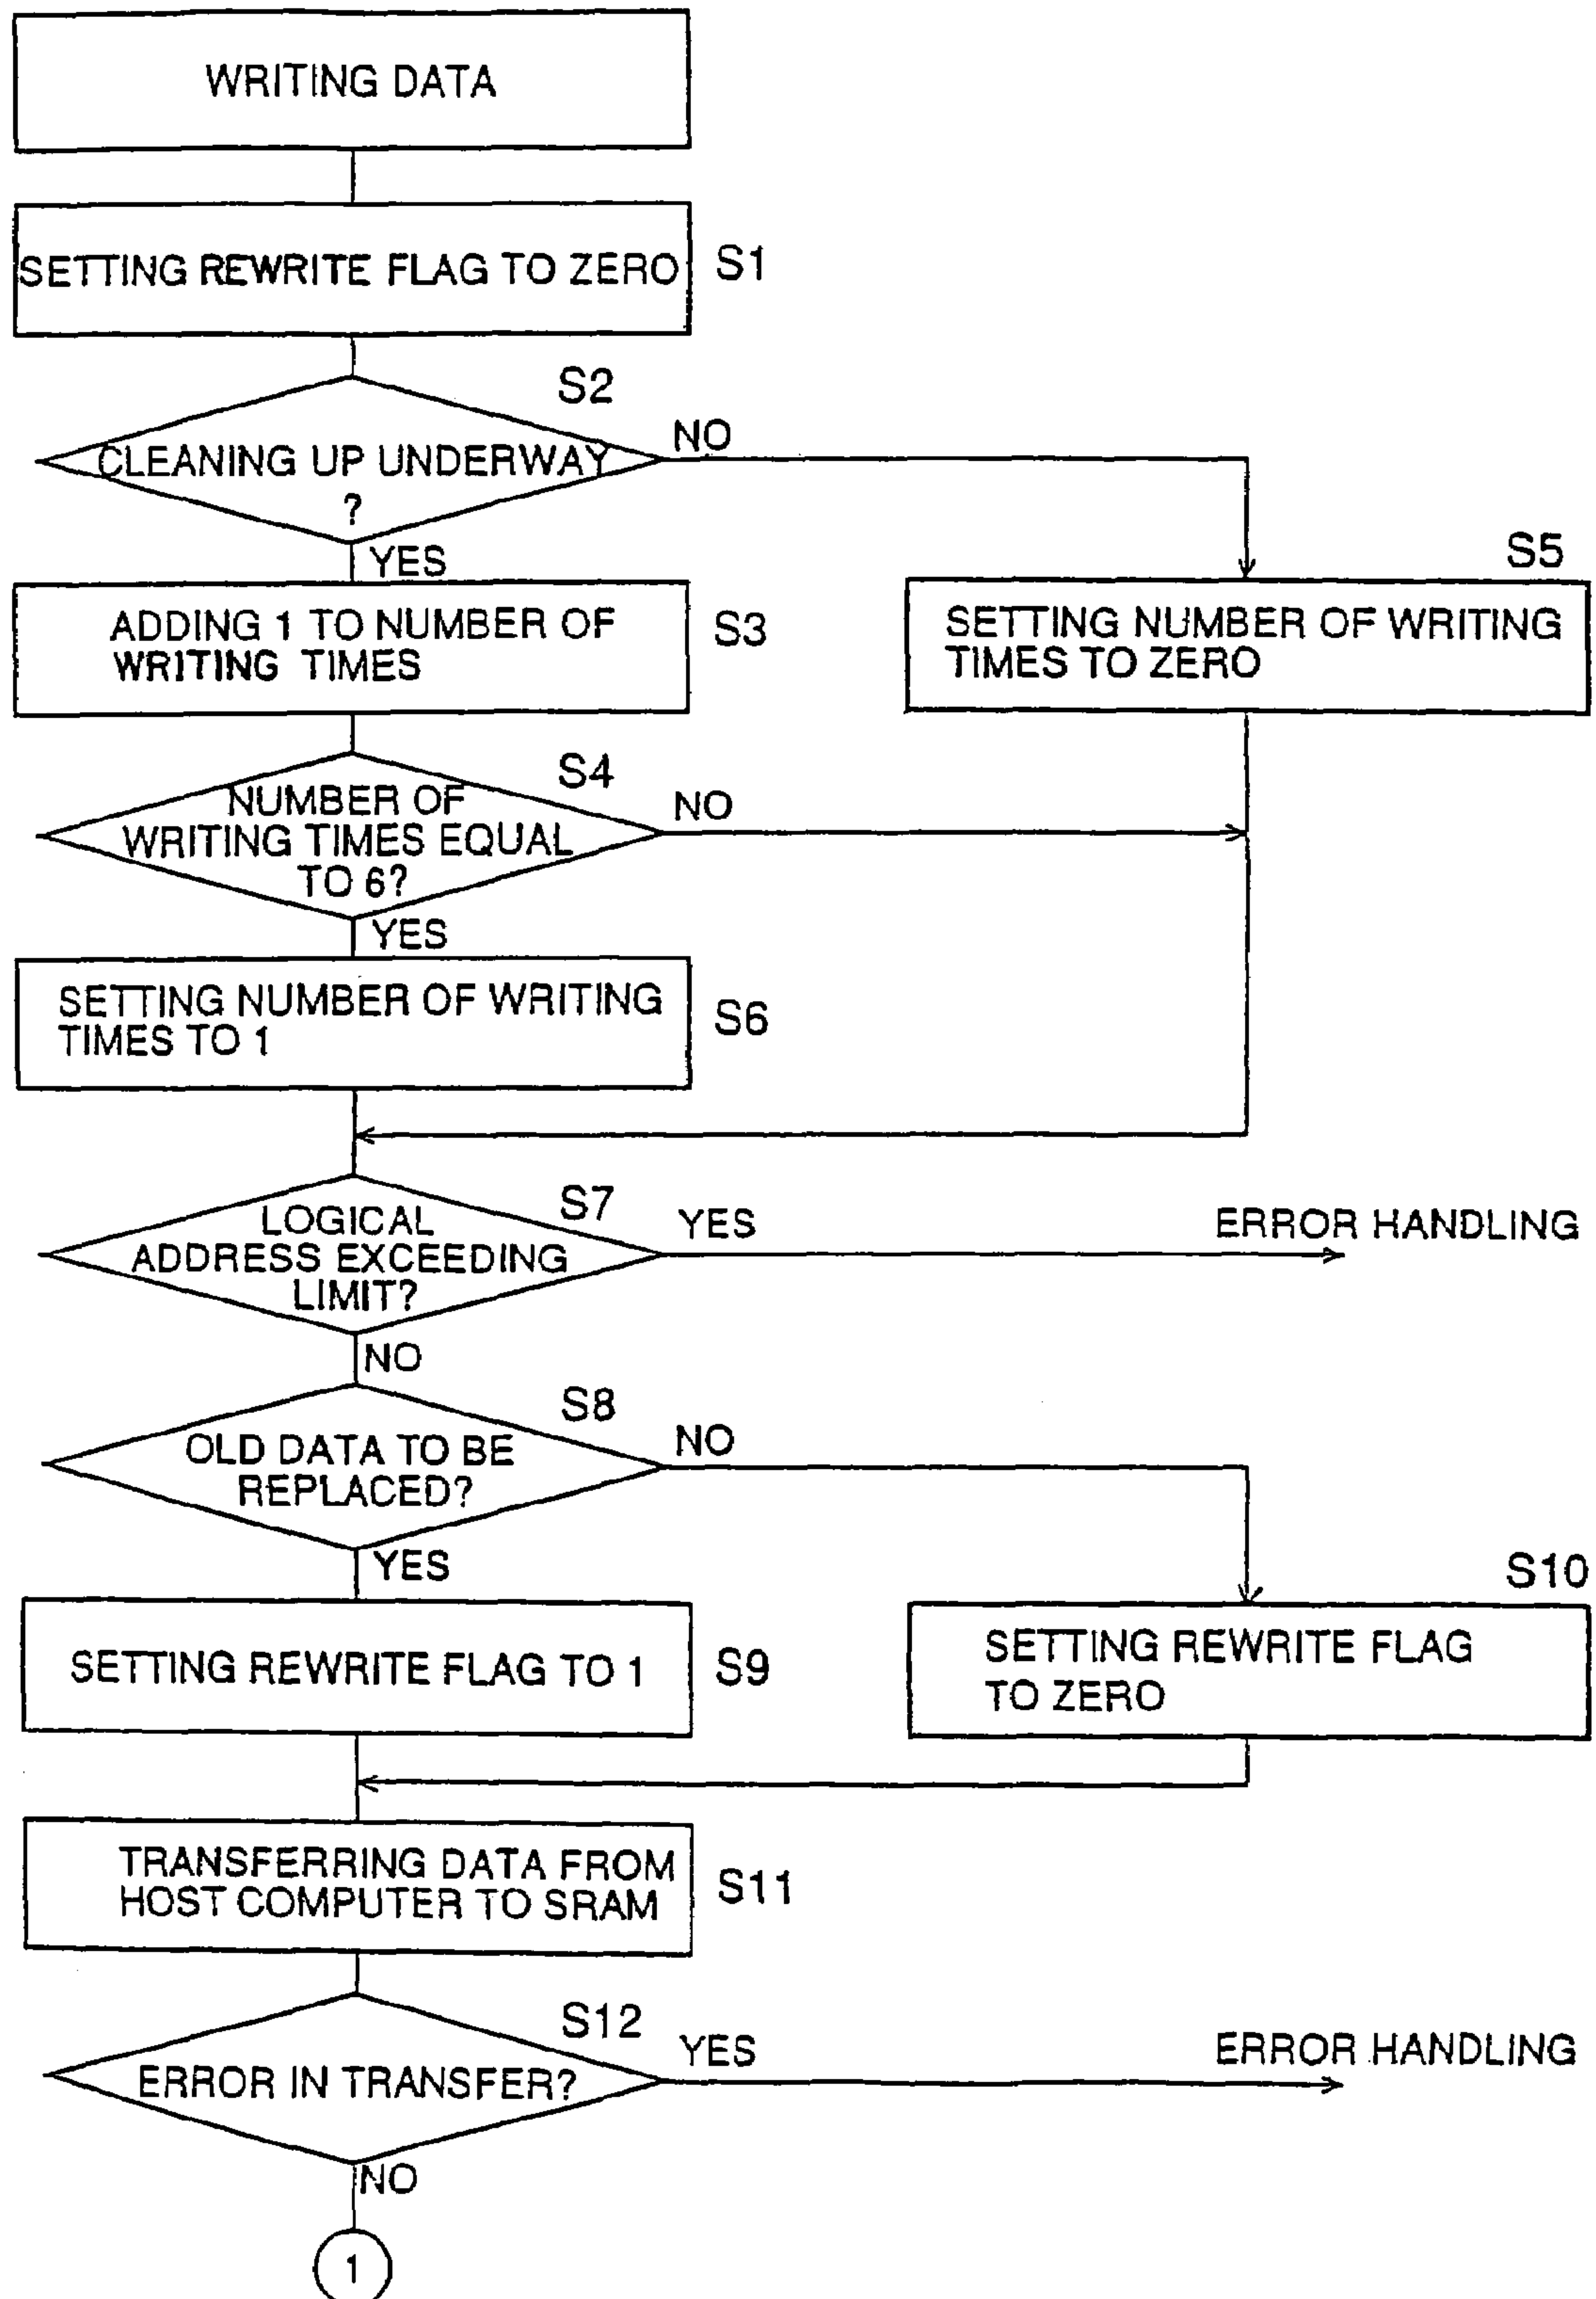 WRITING DATA
SETTING REWRITE FLAG TO ZERO
S1
S2
CLEANING UP UNDERWAY
?
NO
YES
ADDING 1 TO NUMBER OF
WRITING TIMES
S3
S5
SETTING NUMBER OF WRITING
TIMES TO ZERO
S4
NUMBER OF
WRITING TIMES EQUAL
TO 6?
NO
YES
SETTING NUMBER OF WRITING
TIMES TO 1
S6
S7
LOGICAL
ADDRESS EXCEEDING
LIMIT?
YES
ERROR HANDLING
NO
S8
OLD DATA TO BE
REPLACED?
NO
YES
SETTING REWRITE FLAG TO 1
S9
S10
SETTING REWRITE FLAG
TO ZERO
TRANSFERRING DATA FROM
HOST COMPUTER TO SRAM
S11
S12
ERROR IN TRANSFER?
YES
ERROR HANDLING
NO
1